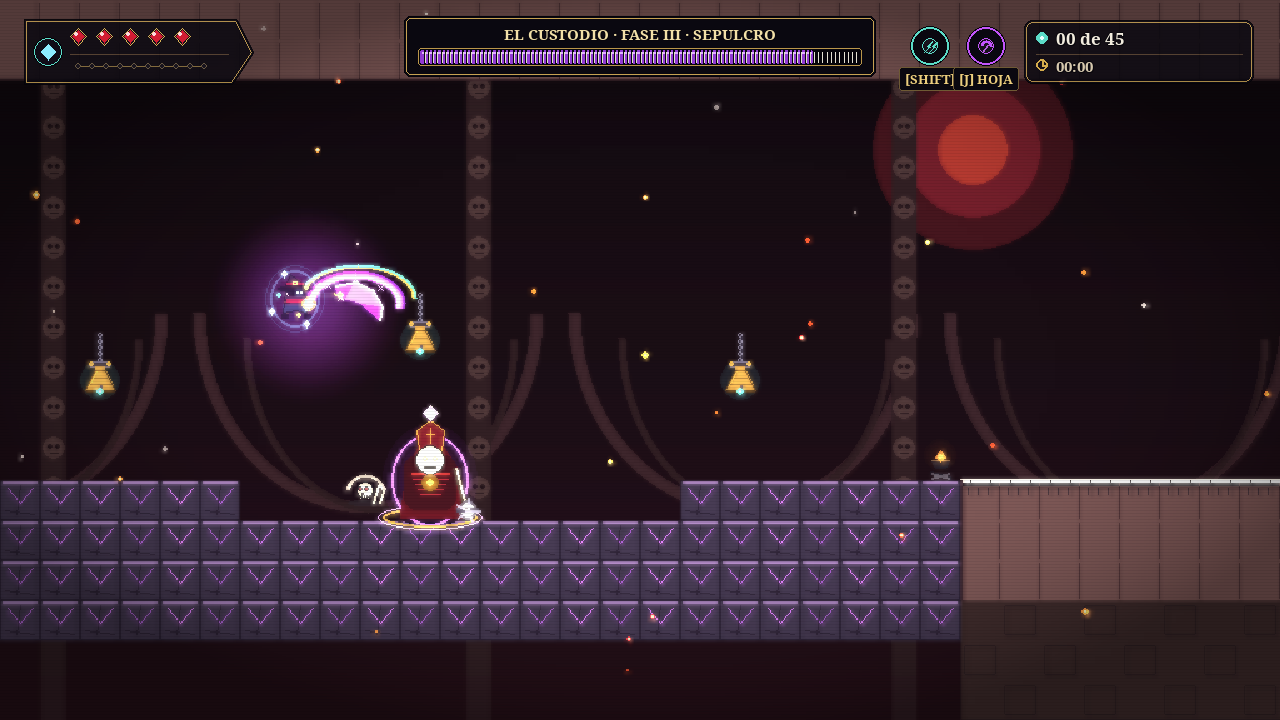 EL CUSTODIO · FASE III · SEPULCRO
00 de 45
00:00
[SHIFT]
[J] HOJA